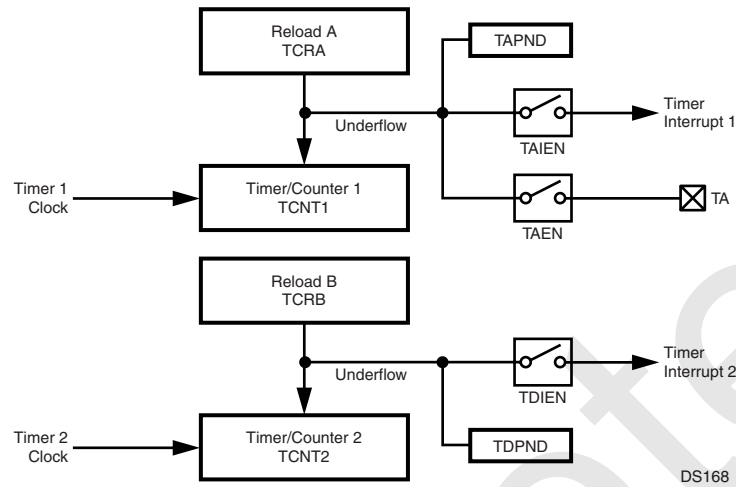 Reload A
TCRA
TAPND
Underflow
Timer
Interrupt 1
TAIEN
Timer 1
Clock
Timer/Counter 1
TCNT1
TAEN
TA
Reload B
TCRB
Underflow
Timer
Interrupt 2
TDIEN
Timer 2
Clock
Timer/Counter 2
TCNT2
TDPND
DS168